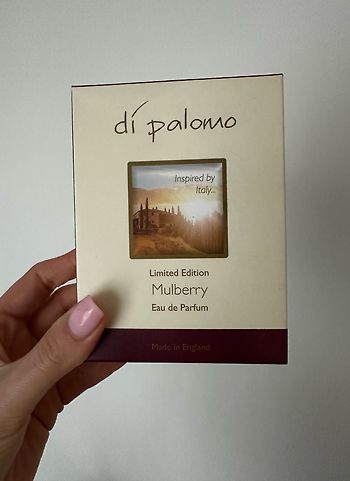 dí palomo
Inspired by
Italy...
Limited Edition
Mulberry
Eau de Parfum
Made in England